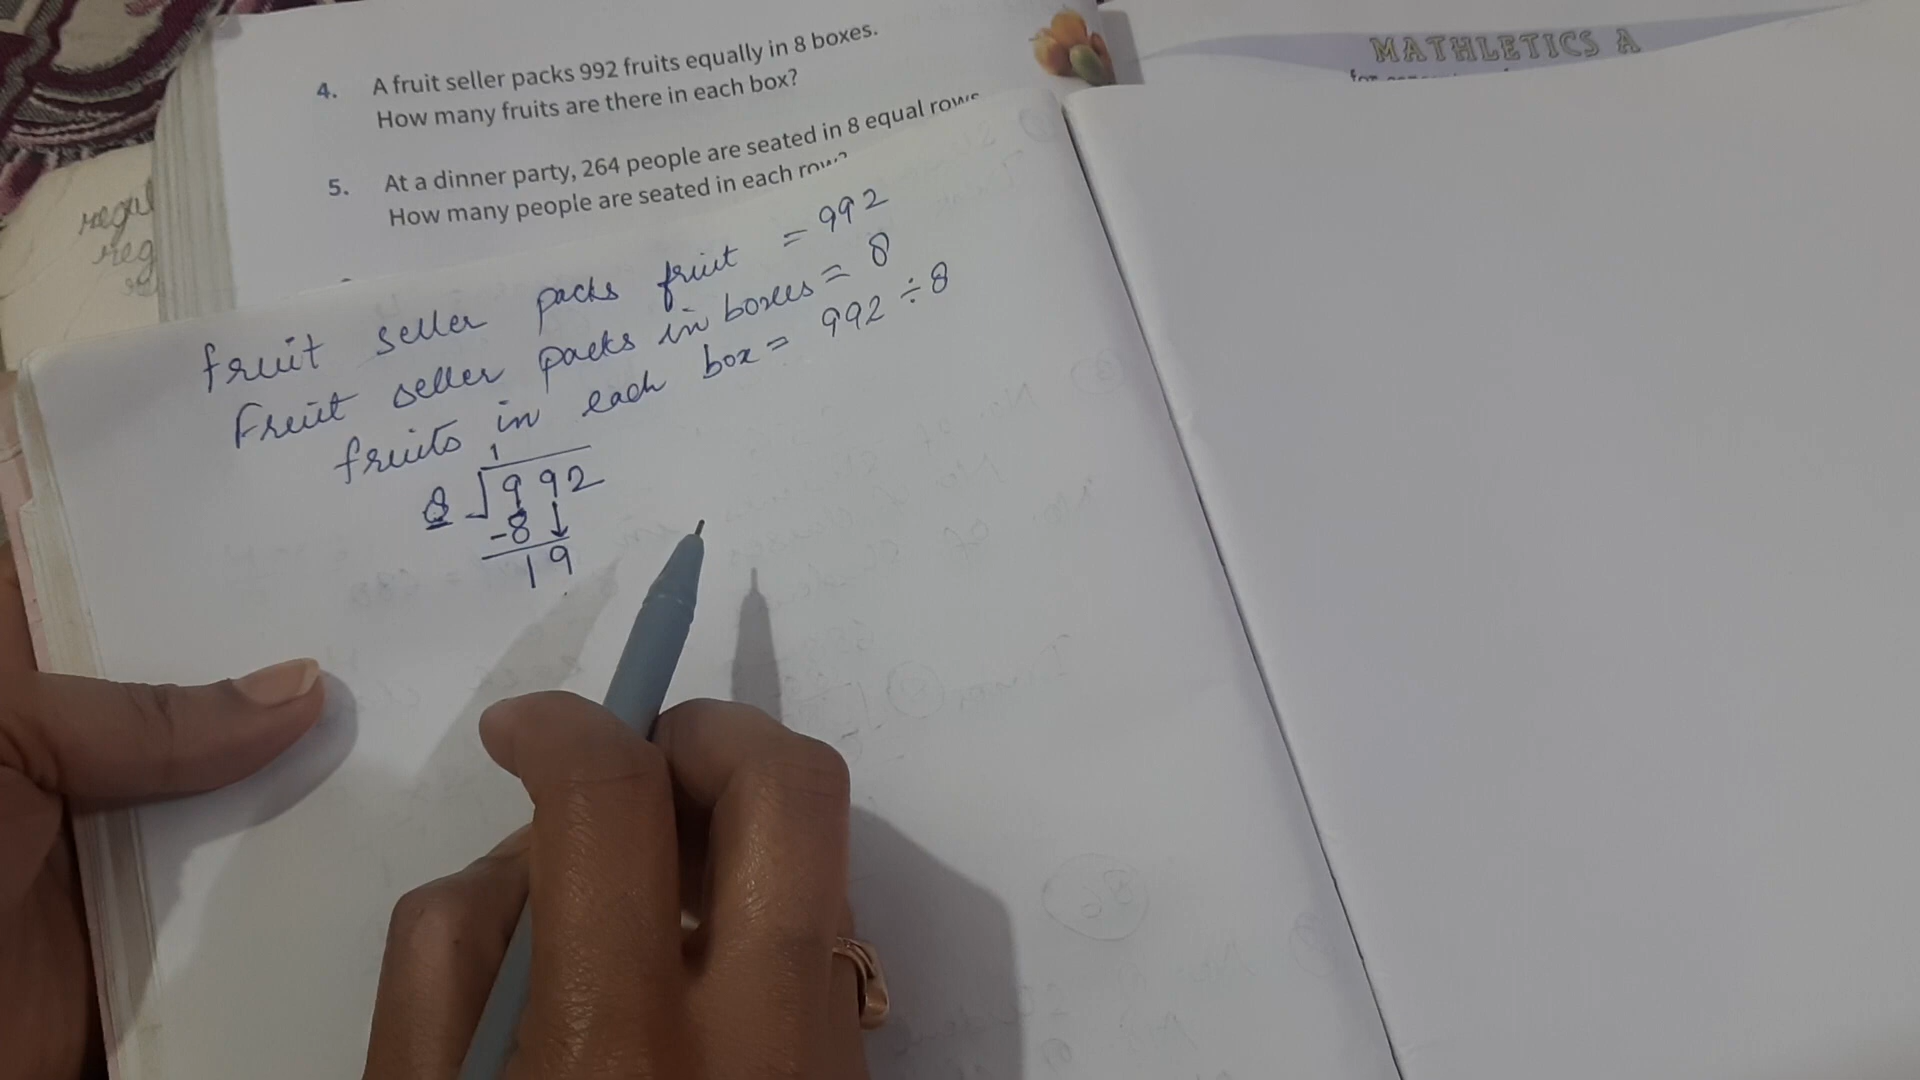 4. A fruit seller packs 992 fruits equally in 8 boxes.
How many fruits are there in each box?
5. At a dinner party, 264 people are seated in 8 equal rows
How many people are seated in each row?
MATHLETICS A
for
regul
reg
fruit seller packs fruit = 992
Fruit seller packs in boxes = 8
fruits in each box = 992 ÷ 8
1
8 √992
-8 ↓
19